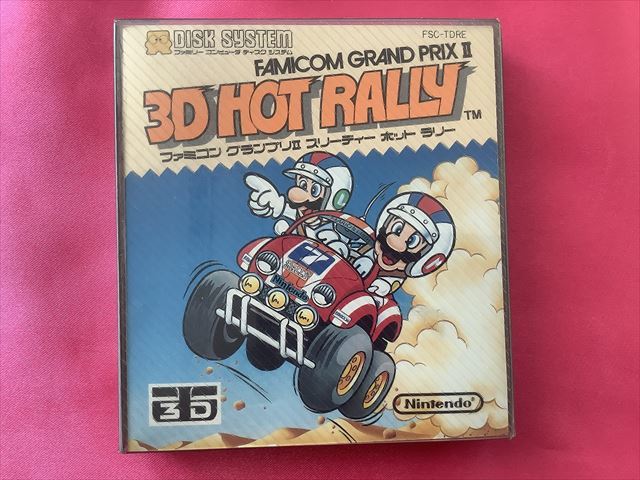 DISK SYSTEM
FSC-TDRE
ファミリー コンピュータ ディスク システム
FAMICOM GRAND PRIX II
3D HOT RALLY™
ファミコン グランプリII スリーディー ホット ラリー
L
7
Nintendo
3D
Nintendo®